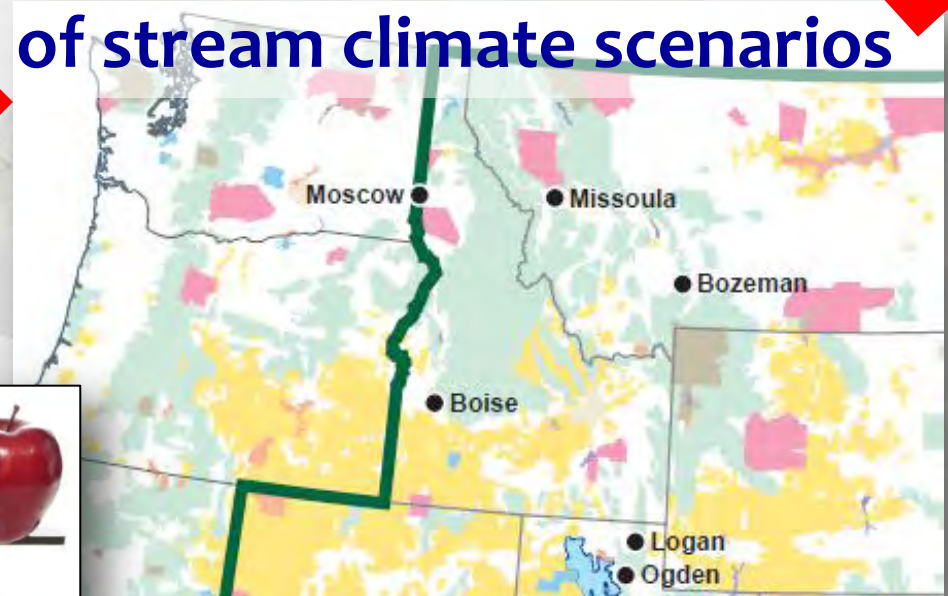 of stream climate scenarios
Moscow
Missoula
Bozeman
Boise
Logan
Ogden